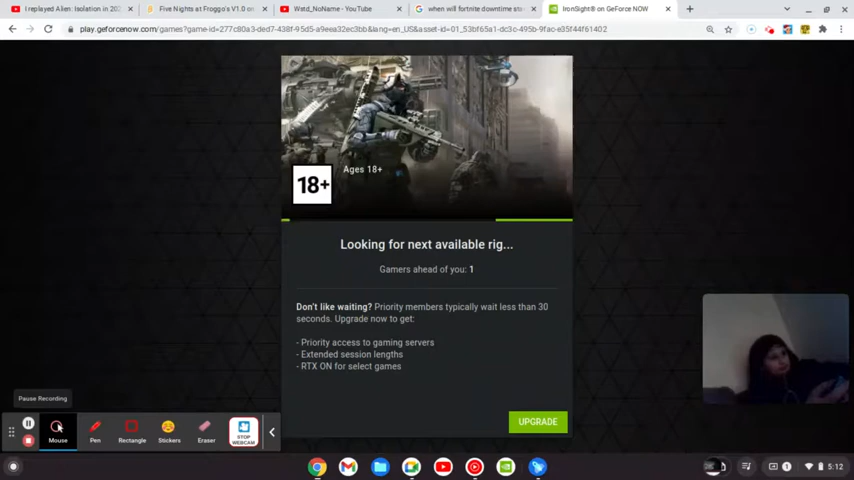 I replayed Alien: Isolation in 202
Five Nights at Froggo's V1.0 on
Wstd_NoName - YouTube
when will fortnite downtime sta
IronSight® on GeForce NOW
play.geforcenow.com/games?game-id=277c80a3-ded7-438f-95d5-a9eea32ec3bb&lang=en_US&asset-id=01_53bf65a1-dc3c-495b-9fac-e35f44f61402
18+
Ages 18+
Looking for next available rig...
Gamers ahead of you: 1
Don't like waiting? Priority members typically wait less than 30
seconds. Upgrade now to get:
- Priority access to gaming servers
- Extended session lengths
- RTX ON for select games
UPGRADE
Pause Recording
Mouse
Pen
Rectangle
Stickers
Eraser
STOP
WEBCAM
1
5:12